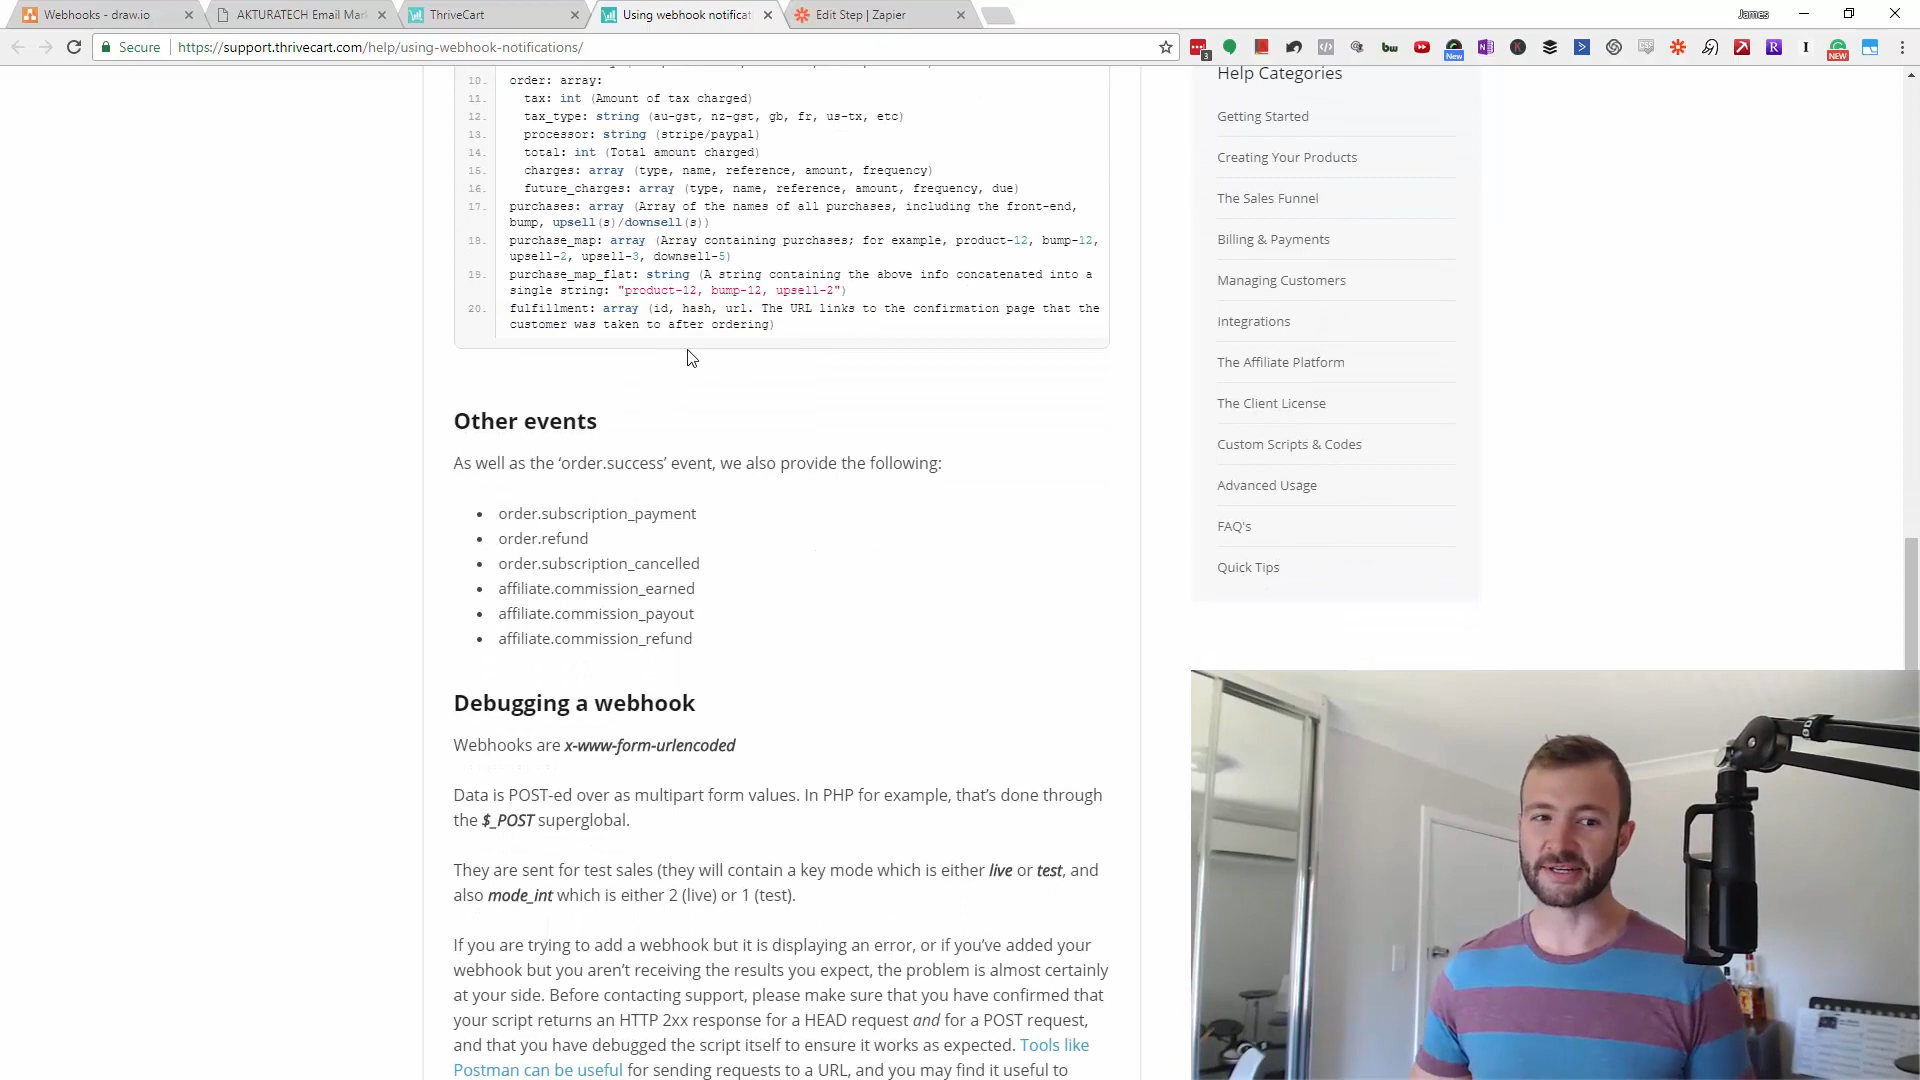 Webhooks - draw.io
AKTURATECH Email Mar
ThriveCart
Using webhook notificat
Edit Step | Zapier
James
Secure
https://support.thrivecart.com/help/using-webhook-notifications/
10. order: array:
11. tax: int (Amount of tax charged)
12. tax_type: string (au-gst, nz-gst, gb, fr, us-tx, etc)
13. processor: string (stripe/paypal)
14. total: int (Total amount charged)
15. charges: array (type, name, reference, amount, frequency)
16. future_charges: array (type, name, reference, amount, frequency, due)
17. purchases: array (Array of the names of all purchases, including the front-end,
bump, upsell(s)/downsell(s))
18. purchase_map: array (Array containing purchases; for example, product-12, bump-12,
upsell-2, upsell-3, downsell-5)
19. purchase_map_flat: string (A string containing the above info concatenated into a
single string: "product-12, bump-12, upsell-2")
20. fulfillment: array (id, hash, url. The URL links to the confirmation page that the
customer was taken to after ordering)
Other events
As well as the ‘order.success’ event, we also provide the following:
• order.subscription_payment
• order.refund
• order.subscription_cancelled
• affiliate.commission_earned
• affiliate.commission_payout
• affiliate.commission_refund
Debugging a webhook
Webhooks are x-www-form-urlencoded
Data is POST-ed over as multipart form values. In PHP for example, that’s done through
the $_POST superglobal.
They are sent for test sales (they will contain a key mode which is either live or test, and
also mode_int which is either 2 (live) or 1 (test).
If you are trying to add a webhook but it is displaying an error, or if you’ve added your
webhook but you aren’t receiving the results you expect, the problem is almost certainly
at your side. Before contacting support, please make sure that you have confirmed that
your script returns an HTTP 2xx response for a HEAD request and for a POST request,
and that you have debugged the script itself to ensure it works as expected. Tools like
Postman can be useful for sending requests to a URL, and you may find it useful to
Help Categories
Getting Started
Creating Your Products
The Sales Funnel
Billing & Payments
Managing Customers
Integrations
The Affiliate Platform
The Client License
Custom Scripts & Codes
Advanced Usage
FAQ's
Quick Tips